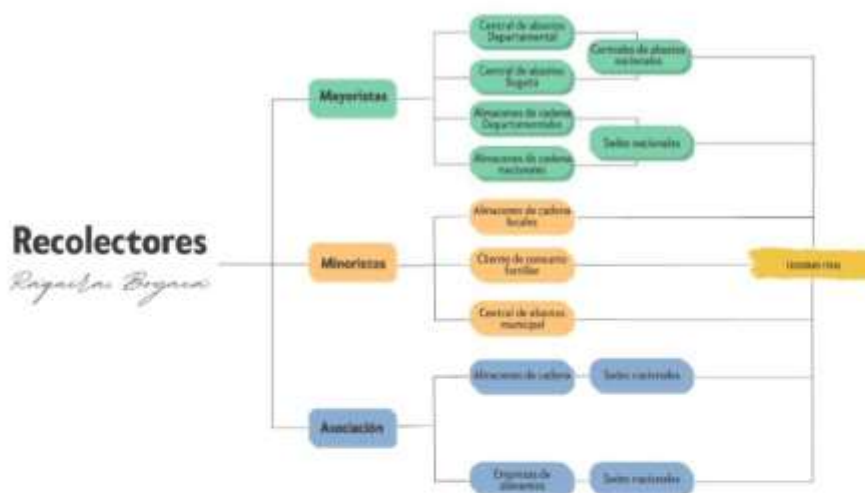 Recolectores
Raquira, Boyaca
Mayoristas
Central de abastos
Departamental
Central de abastos
Bogotá
Centrales de abastos
nacionales
Almacenes de cadena
Departamentales
Almacenes de cadena
nacionales
Sedes nacionales
Minoristas
Almacenes de cadena
locales
Cliente de consumo
familiar
Central de abastos
municipal
Asociación
Almacenes de cadena
Sedes nacionales
Empresas de
alimentos
Sedes nacionales